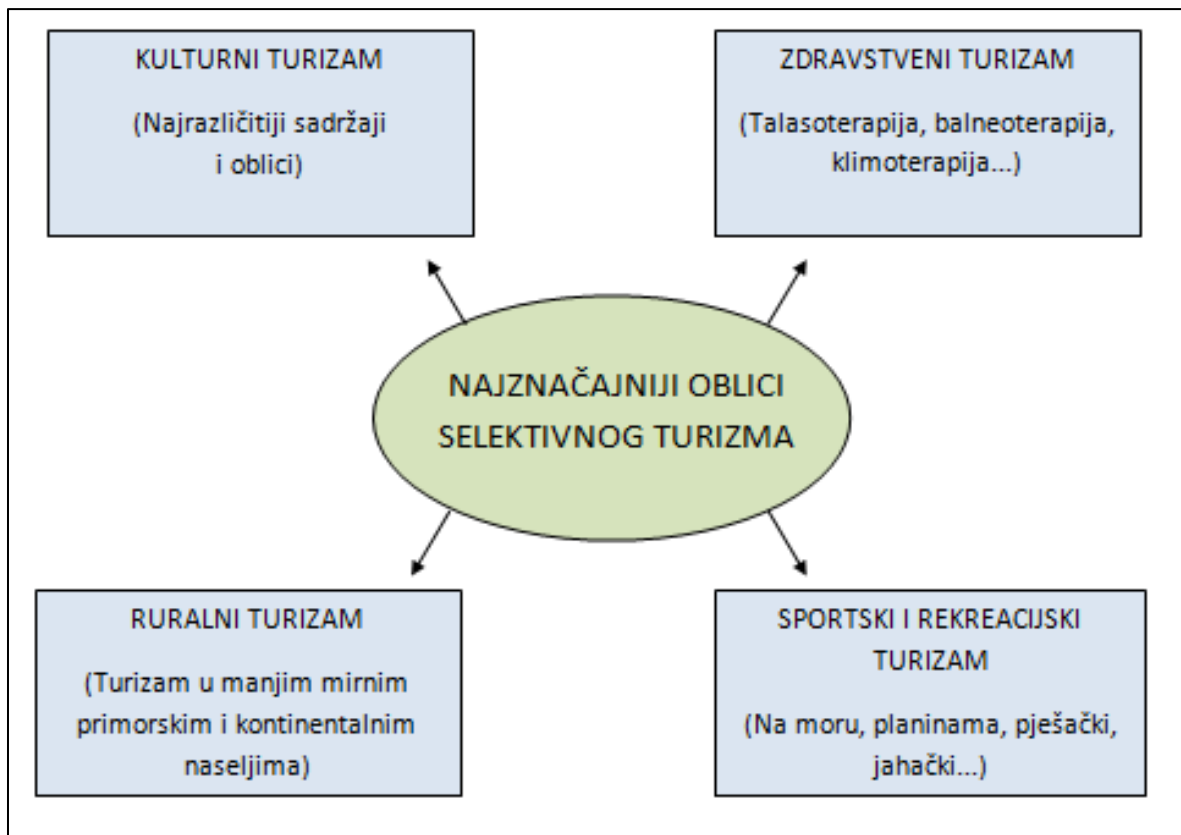 KULTURNI TURIZAM
(Najrazličitiji sadržaji
i oblici)
ZDRAVSTVENI TURIZAM
(Talasoterapija, balneoterapija,
klimoterapija...)
NAJZNAČAJNIJI OBLICI
SELEKTIVNOG TURIZMA
RURALNI TURIZAM
(Turizam u manjim mirnim
primorskim i kontinentalnim
naseljima)
SPORTSKI I REKREACIJSKI
TURIZAM
(Na moru, planinama, pješački,
jahački...)